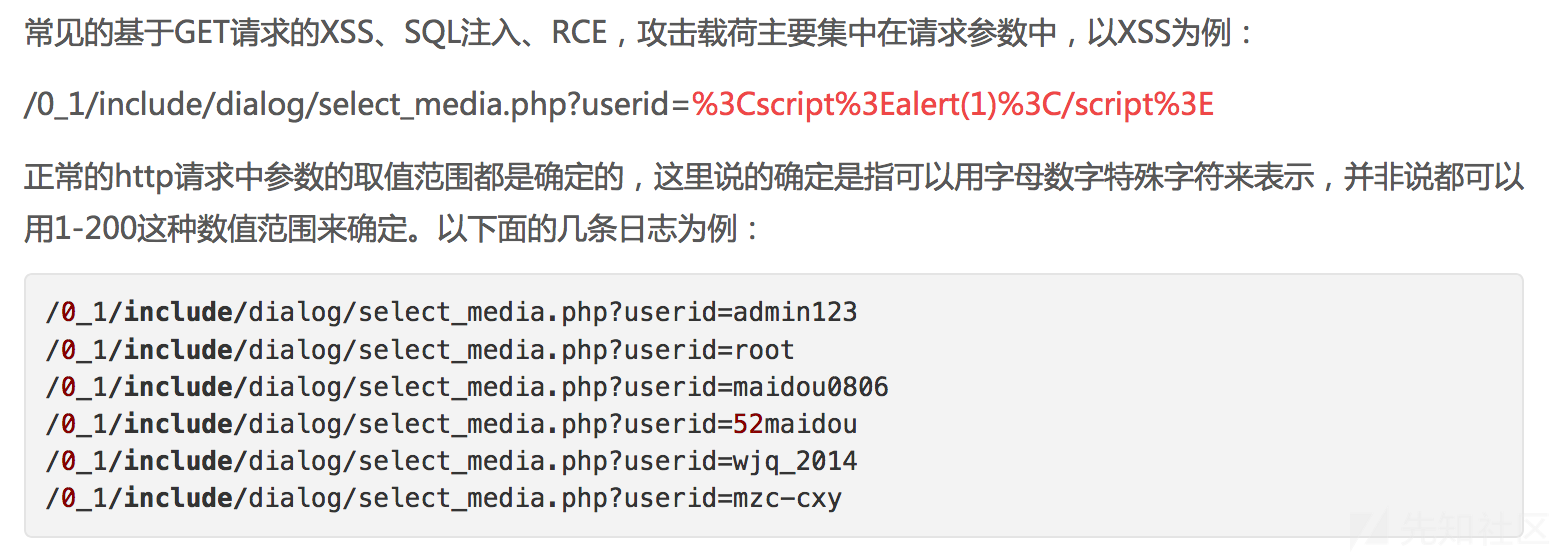 常见的基于GET请求的XSS、SQL注入、RCE，攻击载荷主要集中在请求参数中，以XSS为例：
/0_1/include/dialog/select_media.php?userid=%3Cscript%3Ealert(1)%3C/script%3E
正常的http请求中参数的取值范围都是确定的，这里说的确定是指可以用字母数字特殊字符来表示，并非说都可以
用1-200这种数值范围来确定。以下面的几条日志为例：
/0_1/include/dialog/select_media.php?userid=admin123
/0_1/include/dialog/select_media.php?userid=root
/0_1/include/dialog/select_media.php?userid=maidou0806
/0_1/include/dialog/select_media.php?userid=52maidou
/0_1/include/dialog/select_media.php?userid=wjq_2014
/0_1/include/dialog/select_media.php?userid=mzc-cxy
先知社区